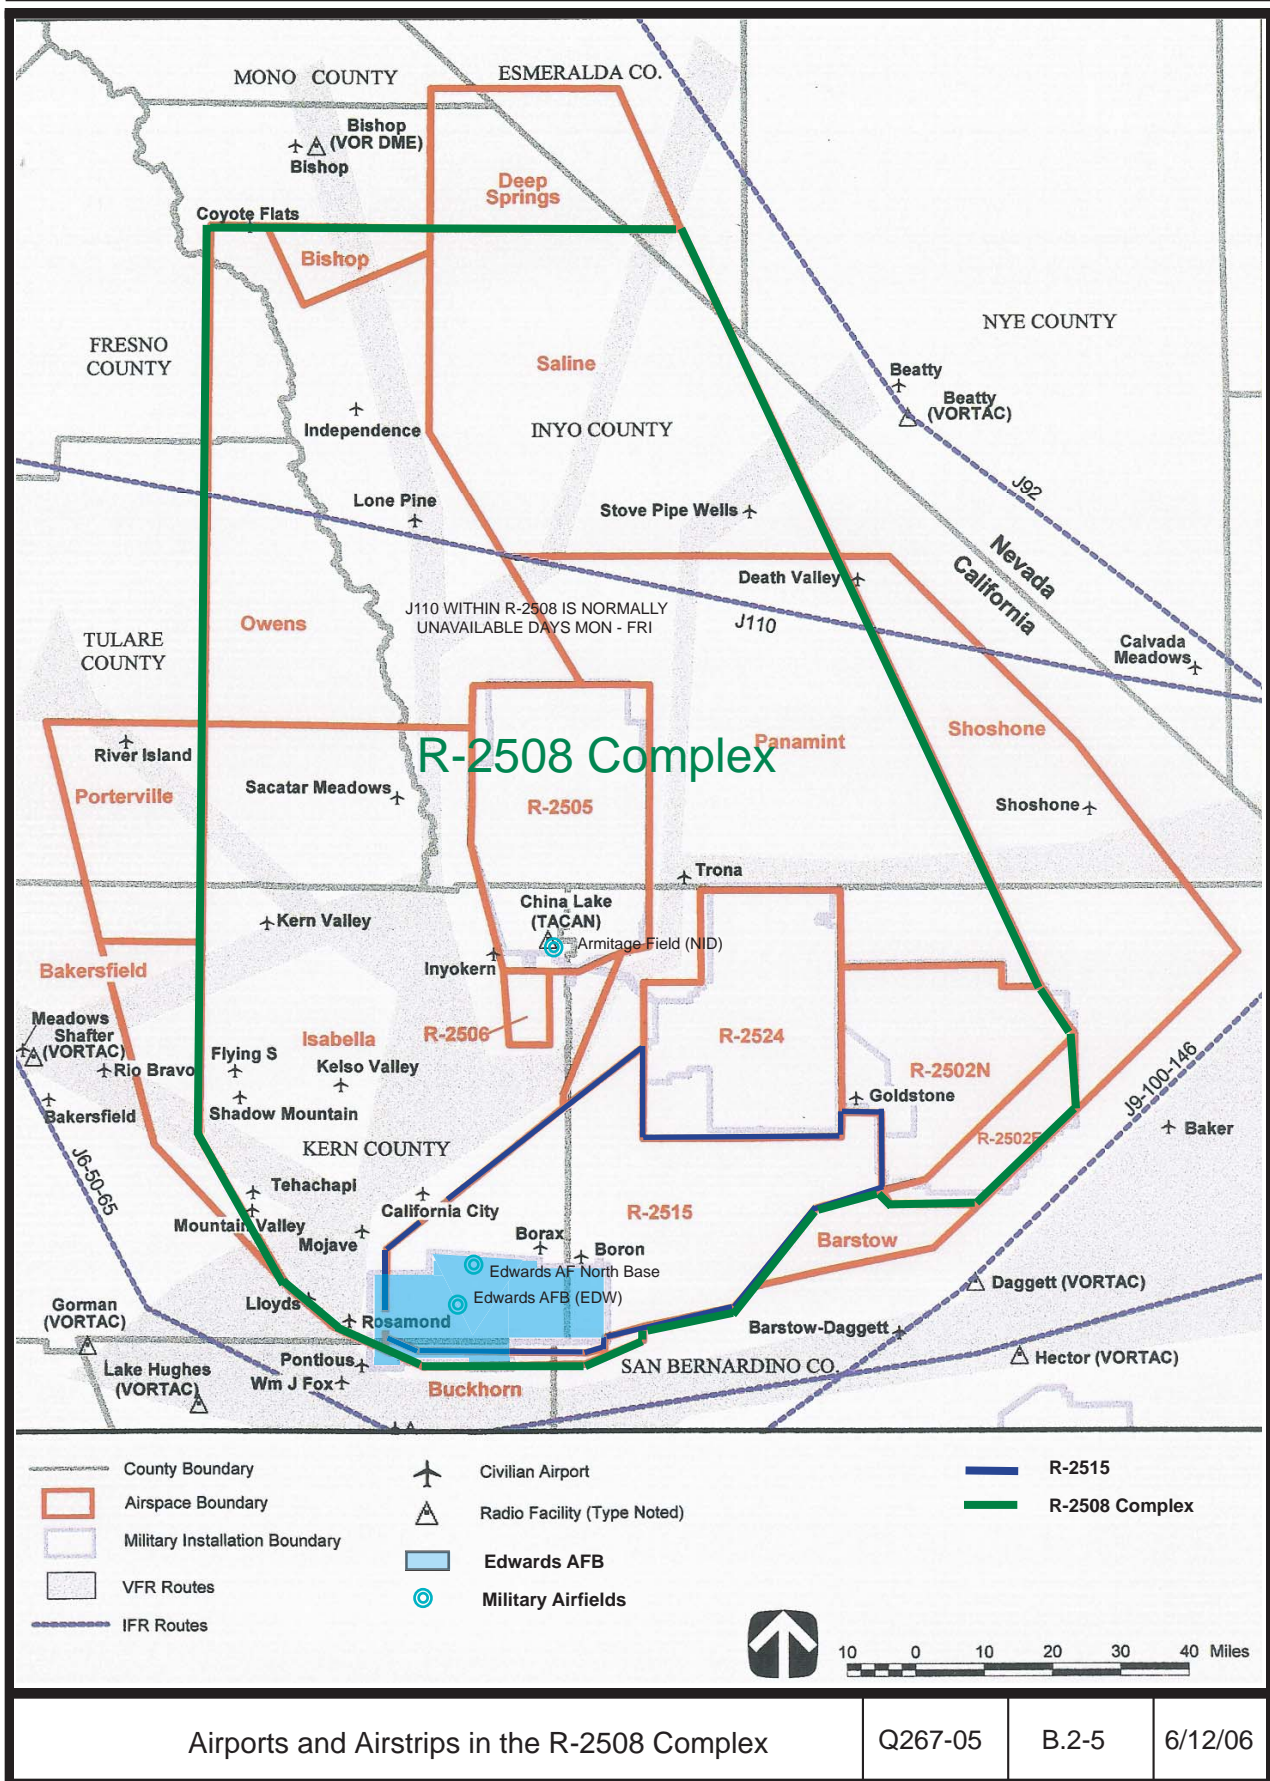 MONO COUNTY
ESMERALDA CO.
Bishop
(VOR DME)
Bishop
Deep
Springs
Coyote Flats
Bishop
NYE COUNTY
FRESNO
COUNTY
Saline
Beatty
Beatty
(VORTAC)
Independence
INYO COUNTY
J92
Lone Pine
Stove Pipe Wells
Nevada
California
Death Valley
J110 WITHIN R-2508 IS NORMALLY
UNAVAILABLE DAYS MON - FRI
J110
Owens
TULARE
COUNTY
Calvada
Meadows
Shoshone
Panamint
R-2508 Complex
River Island
Porterville
Sacatar Meadows
R-2505
Shoshone
Trona
China Lake
(TACAN)
Armitage Field (NID)
Kern Valley
Inyokern
Bakersfield
Meadows
Shafter
(VORTAC)
Isabella
R-2506
R-2524
Flying S
Kelso Valley
Rio Bravo
R-2502N
Goldstone
J9-100-146
Bakersfield
Shadow Mountain
KERN COUNTY
R-2502E
Baker
J6-50-65
Tehachapi
California City
Mountain Valley
Mojave
R-2515
Borax
Boron
Barstow
Edwards AF North Base
Edwards AFB (EDW)
Daggett (VORTAC)
Gorman
(VORTAC)
Lloyds
Rosamond
Barstow-Daggett
Pontious
SAN BERNARDINO CO.
Hector (VORTAC)
Lake Hughes
(VORTAC)
Wm J Fox
Buckhorn
County Boundary
Airspace Boundary
Military Installation Boundary
VFR Routes
IFR Routes
Civilian Airport
Radio Facility (Type Noted)
Edwards AFB
Military Airfields
R-2515
R-2508 Complex
10 0 10 20 30 40 Miles
Airports and Airstrips in the R-2508 Complex
Q267-05
B.2-5
6/12/06